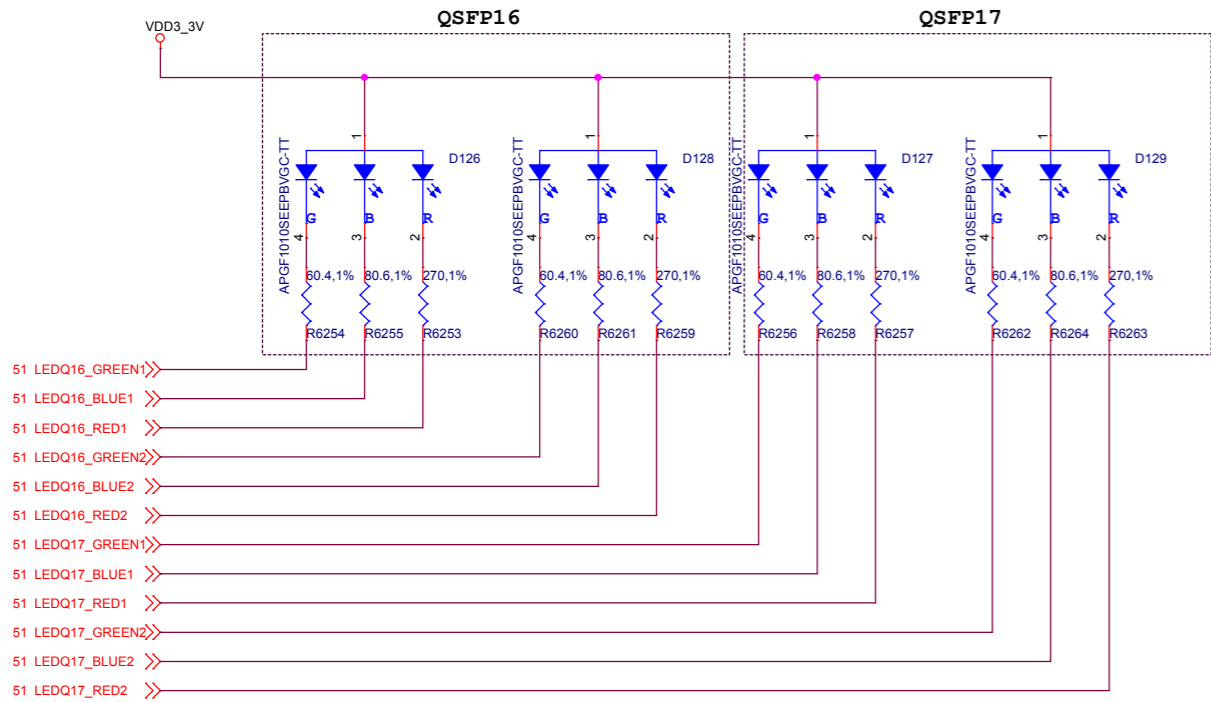 QSFP16 QSFP17
VDD3_3V
1 1 1 1
APGF1010SEEPBVGC-TT D126 APGF1010SEEPBVGC-TT D128 APGF1010SEEPBVGC-TT D127 APGF1010SEEPBVGC-TT D129
G B R G B R G B R G B R
4 3 2 4 3 2 4 3 2 4 3 2
60.4,1% 80.6,1% 270,1% 60.4,1% 80.6,1% 270,1% 60.4,1% 80.6,1% 270,1% 60.4,1% 80.6,1% 270,1%
R6254 R6255 R6253 R6260 R6261 R6259 R6256 R6258 R6257 R6262 R6264 R6263
51 LEDQ16_GREEN1
51 LEDQ16_BLUE1
51 LEDQ16_RED1
51 LEDQ16_GREEN2
51 LEDQ16_BLUE2
51 LEDQ16_RED2
51 LEDQ17_GREEN1
51 LEDQ17_BLUE1
51 LEDQ17_RED1
51 LEDQ17_GREEN2
51 LEDQ17_BLUE2
51 LEDQ17_RED2